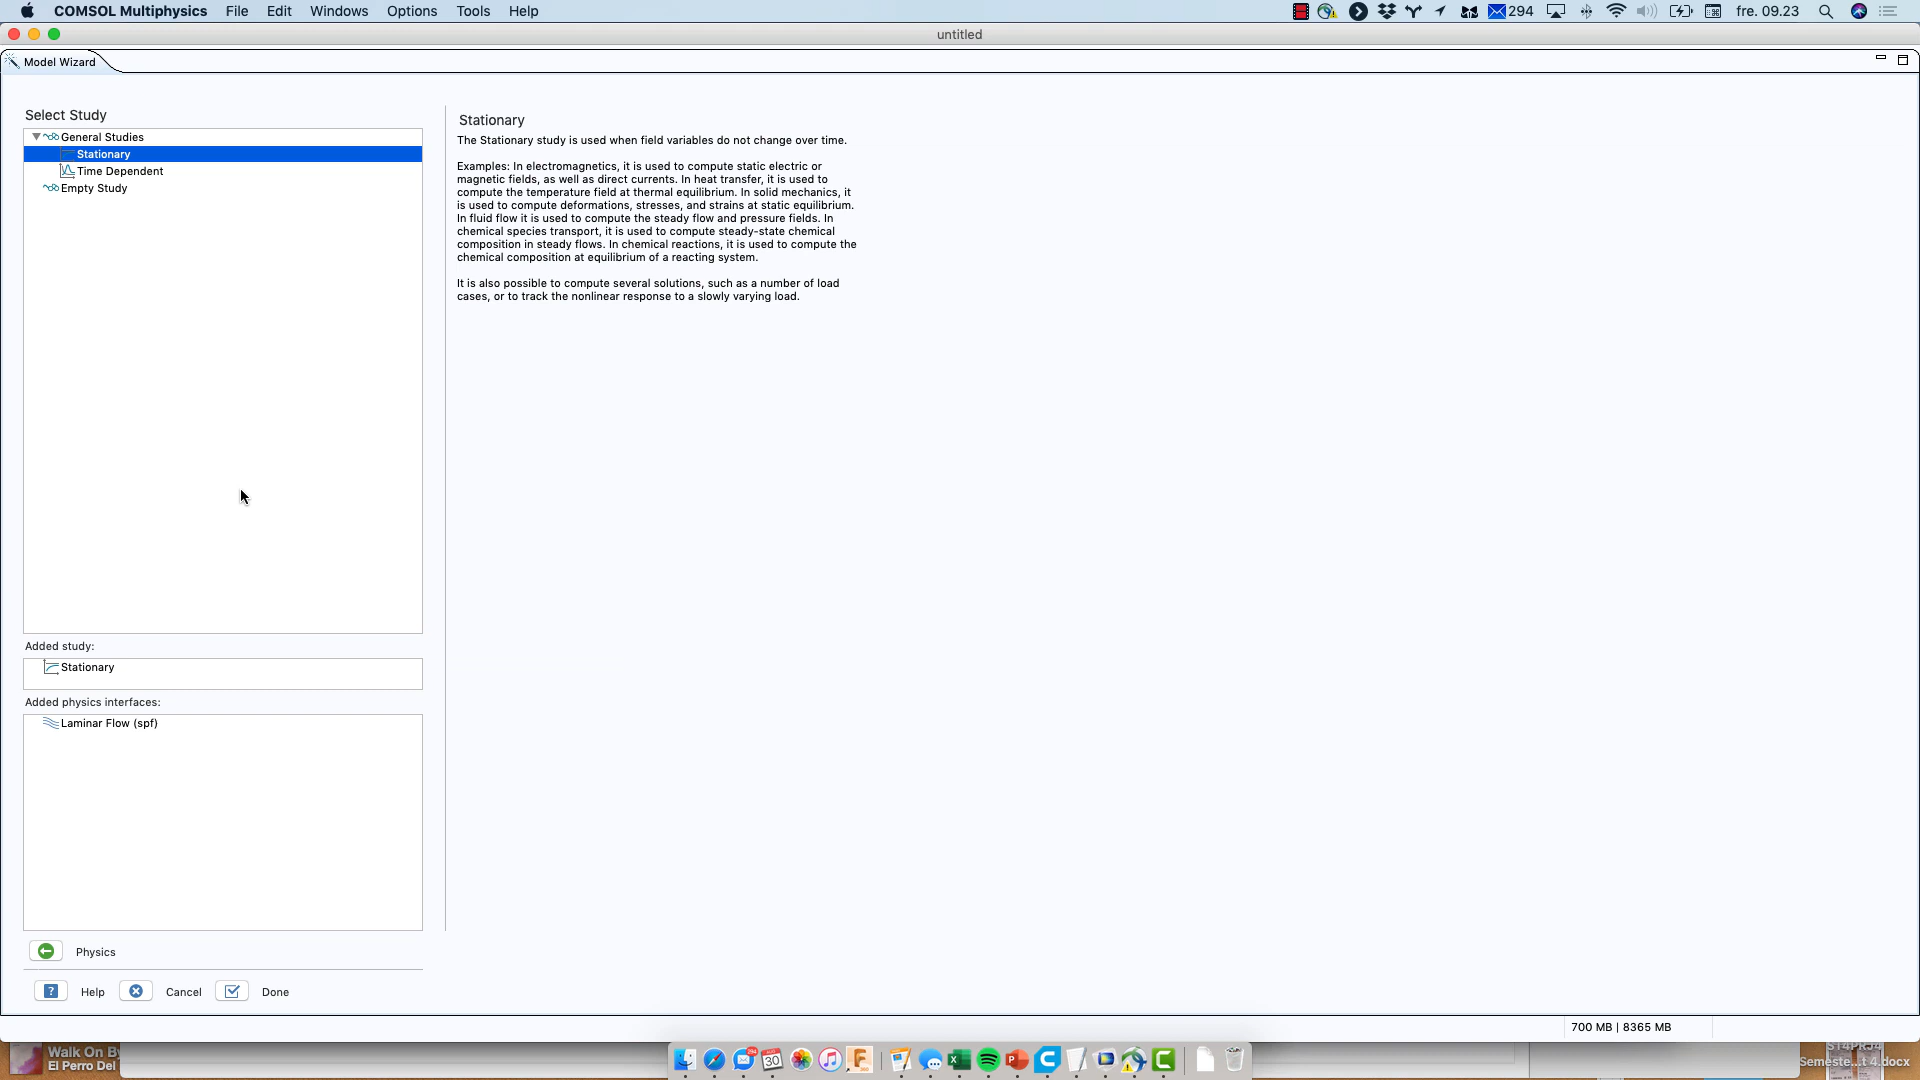 COMSOL Multiphysics File Edit Windows Options Tools Help 294 fre. 09.23
untitled
Model Wizard
Select Study
General Studies
Stationary
Time Dependent
Empty Study
Added study:
Stationary
Added physics interfaces:
Laminar Flow (spf)
Physics
Help Cancel Done
Stationary
The Stationary study is used when field variables do not change over time.
Examples: In electromagnetics, it is used to compute static electric or
magnetic fields, as well as direct currents. In heat transfer, it is used to
compute the temperature field at thermal equilibrium. In solid mechanics, it
is used to compute deformations, stresses, and strains at static equilibrium.
In fluid flow it is used to compute the steady flow and pressure fields. In
chemical species transport, it is used to compute steady-state chemical
composition in steady flows. In chemical reactions, it is used to compute the
chemical composition at equilibrium of a reacting system.
It is also possible to compute several solutions, such as a number of load
cases, or to track the nonlinear response to a slowly varying load.
700 MB | 8365 MB
Walk On By
El Perro Del
Semeste...t 4.docx
294
30